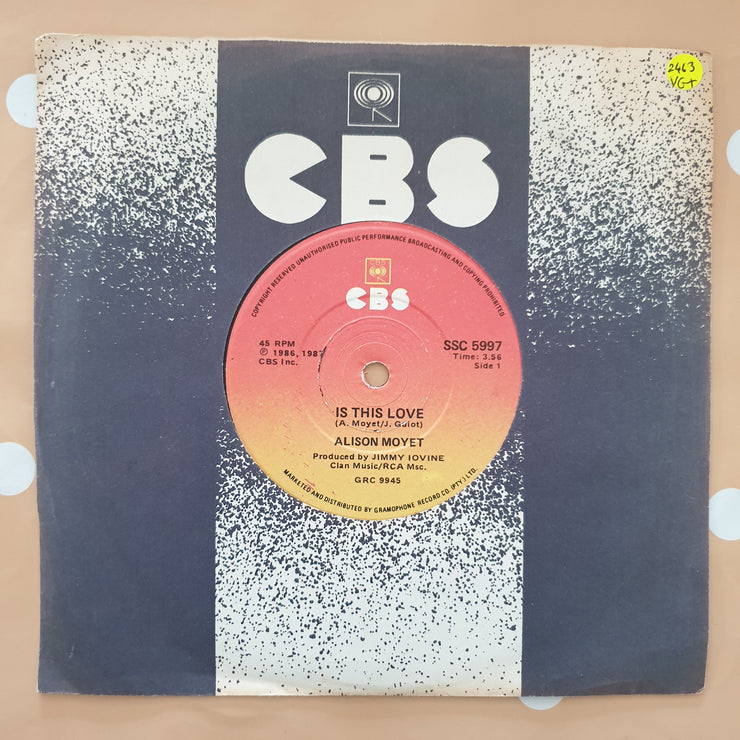 2463
VG+
CBS
COPYRIGHT RESERVED UNAUTHORISED PUBLIC PERFORMANCE BROADCASTING AND COPYING PROHIBITED
CBS
45 RPM
℗ 1986, 1987
CBS Inc.
SSC 5997
Time: 3,56
Side 1
IS THIS LOVE
(A. Moyet/J. Guiot)
ALISON MOYET
Produced by JIMMY IOVINE
Clan Music/RCA Msc.
GRC 9945
MARKETED AND DISTRIBUTED BY GRAMOPHONE RECORD CO. (PTY.) LTD.